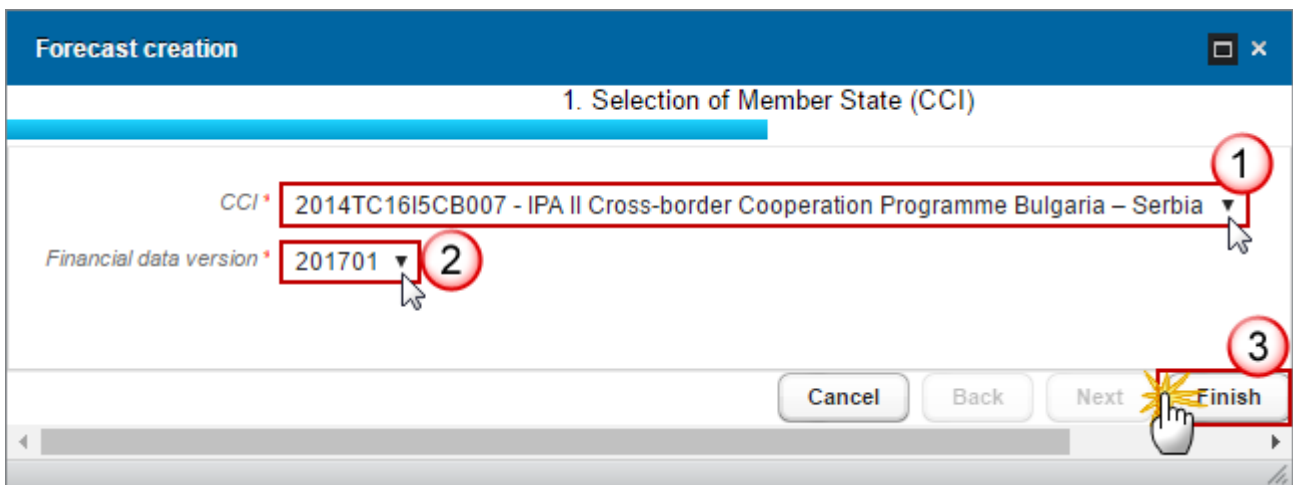 Forecast creation
1. Selection of Member State (CCI)
1
CCI * 2014TC16I5CB007 - IPA II Cross-border Cooperation Programme Bulgaria – Serbia
Financial data version * 201701 2
3
Cancel Back Next Finish